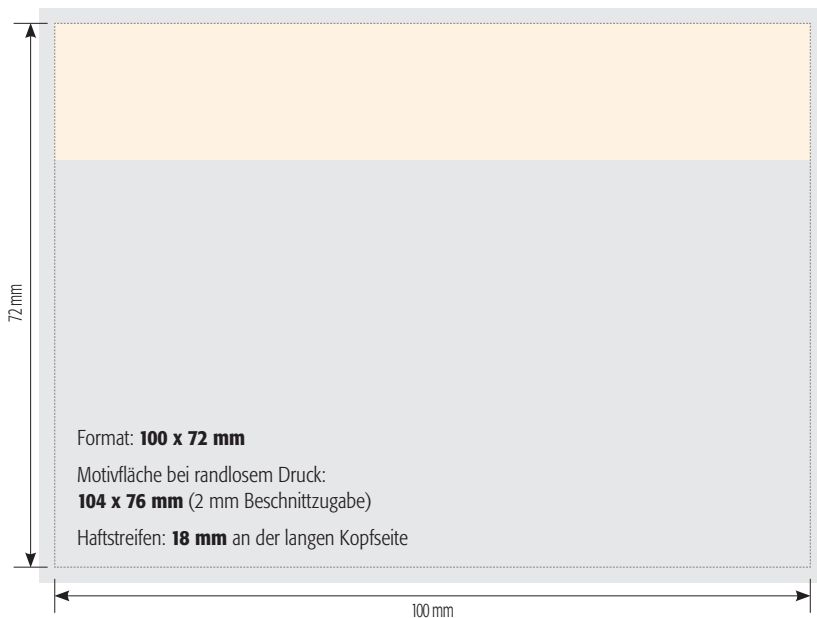 72 mm
Format: 100 x 72 mm
Motivfläche bei randlosem Druck:
104 x 76 mm (2 mm Beschnittzugabe)
Haftstreifen: 18 mm an der langen Kopfseite
100 mm